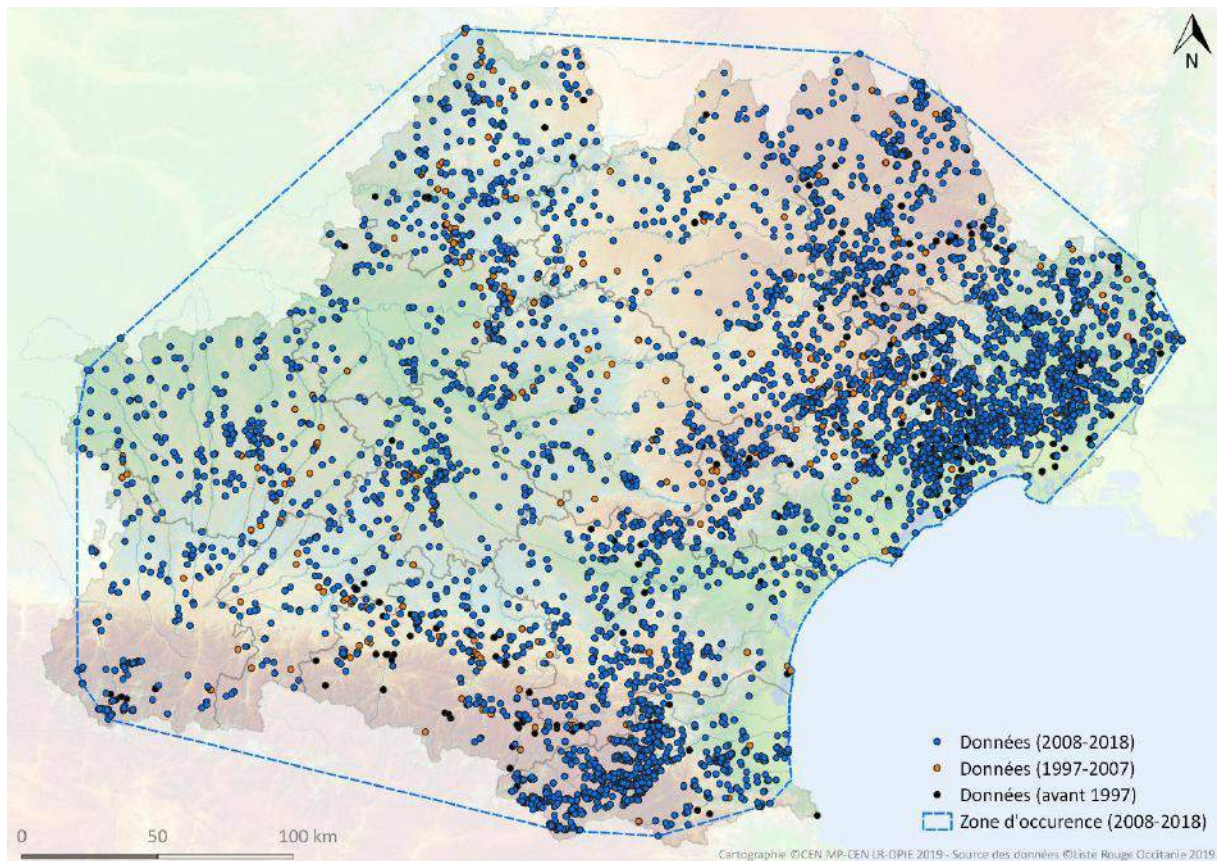 N
Données (2008-2018)
Données (1997-2007)
Données (avant 1997)
Zone d'occurence (2008-2018)
0 50 100 km
Cartographie ©CEN MP-CEN LR-OPIE 2019 - Source des données ©Liste Rouge Occitanie 2019